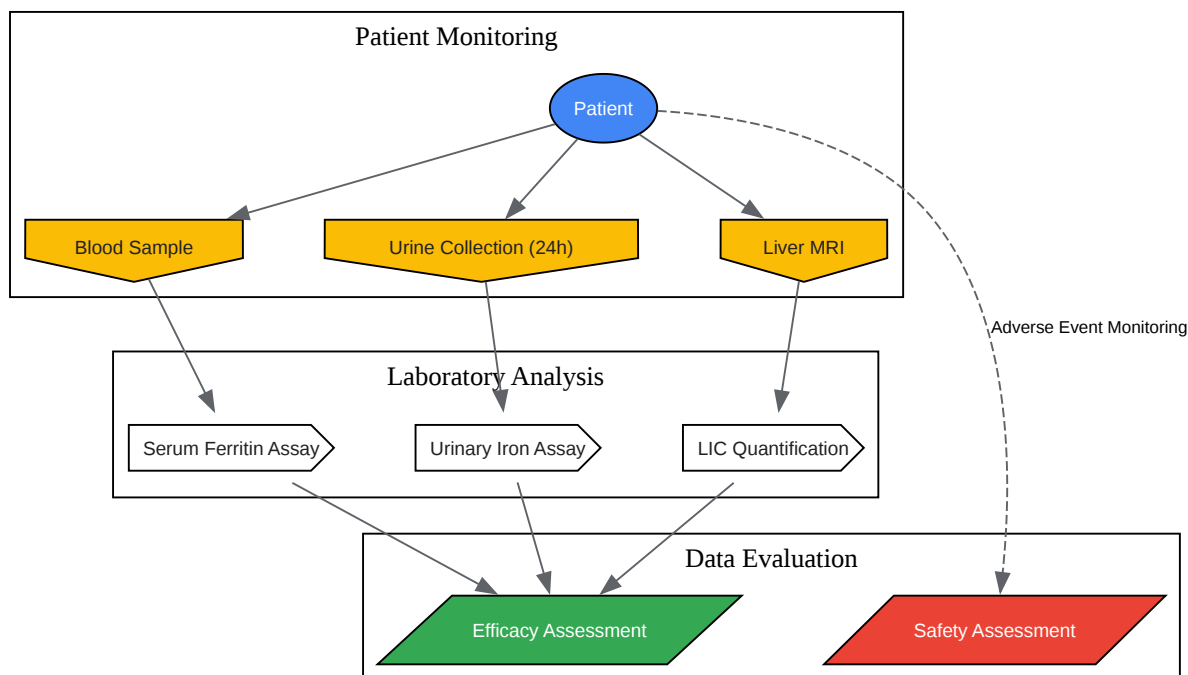 Patient Monitoring
Patient
Blood Sample
Urine Collection (24h)
Liver MRI
Adverse Event Monitoring
Laboratory Analysis
Serum Ferritin Assay
Urinary Iron Assay
LIC Quantification
Data Evaluation
Efficacy Assessment
Safety Assessment